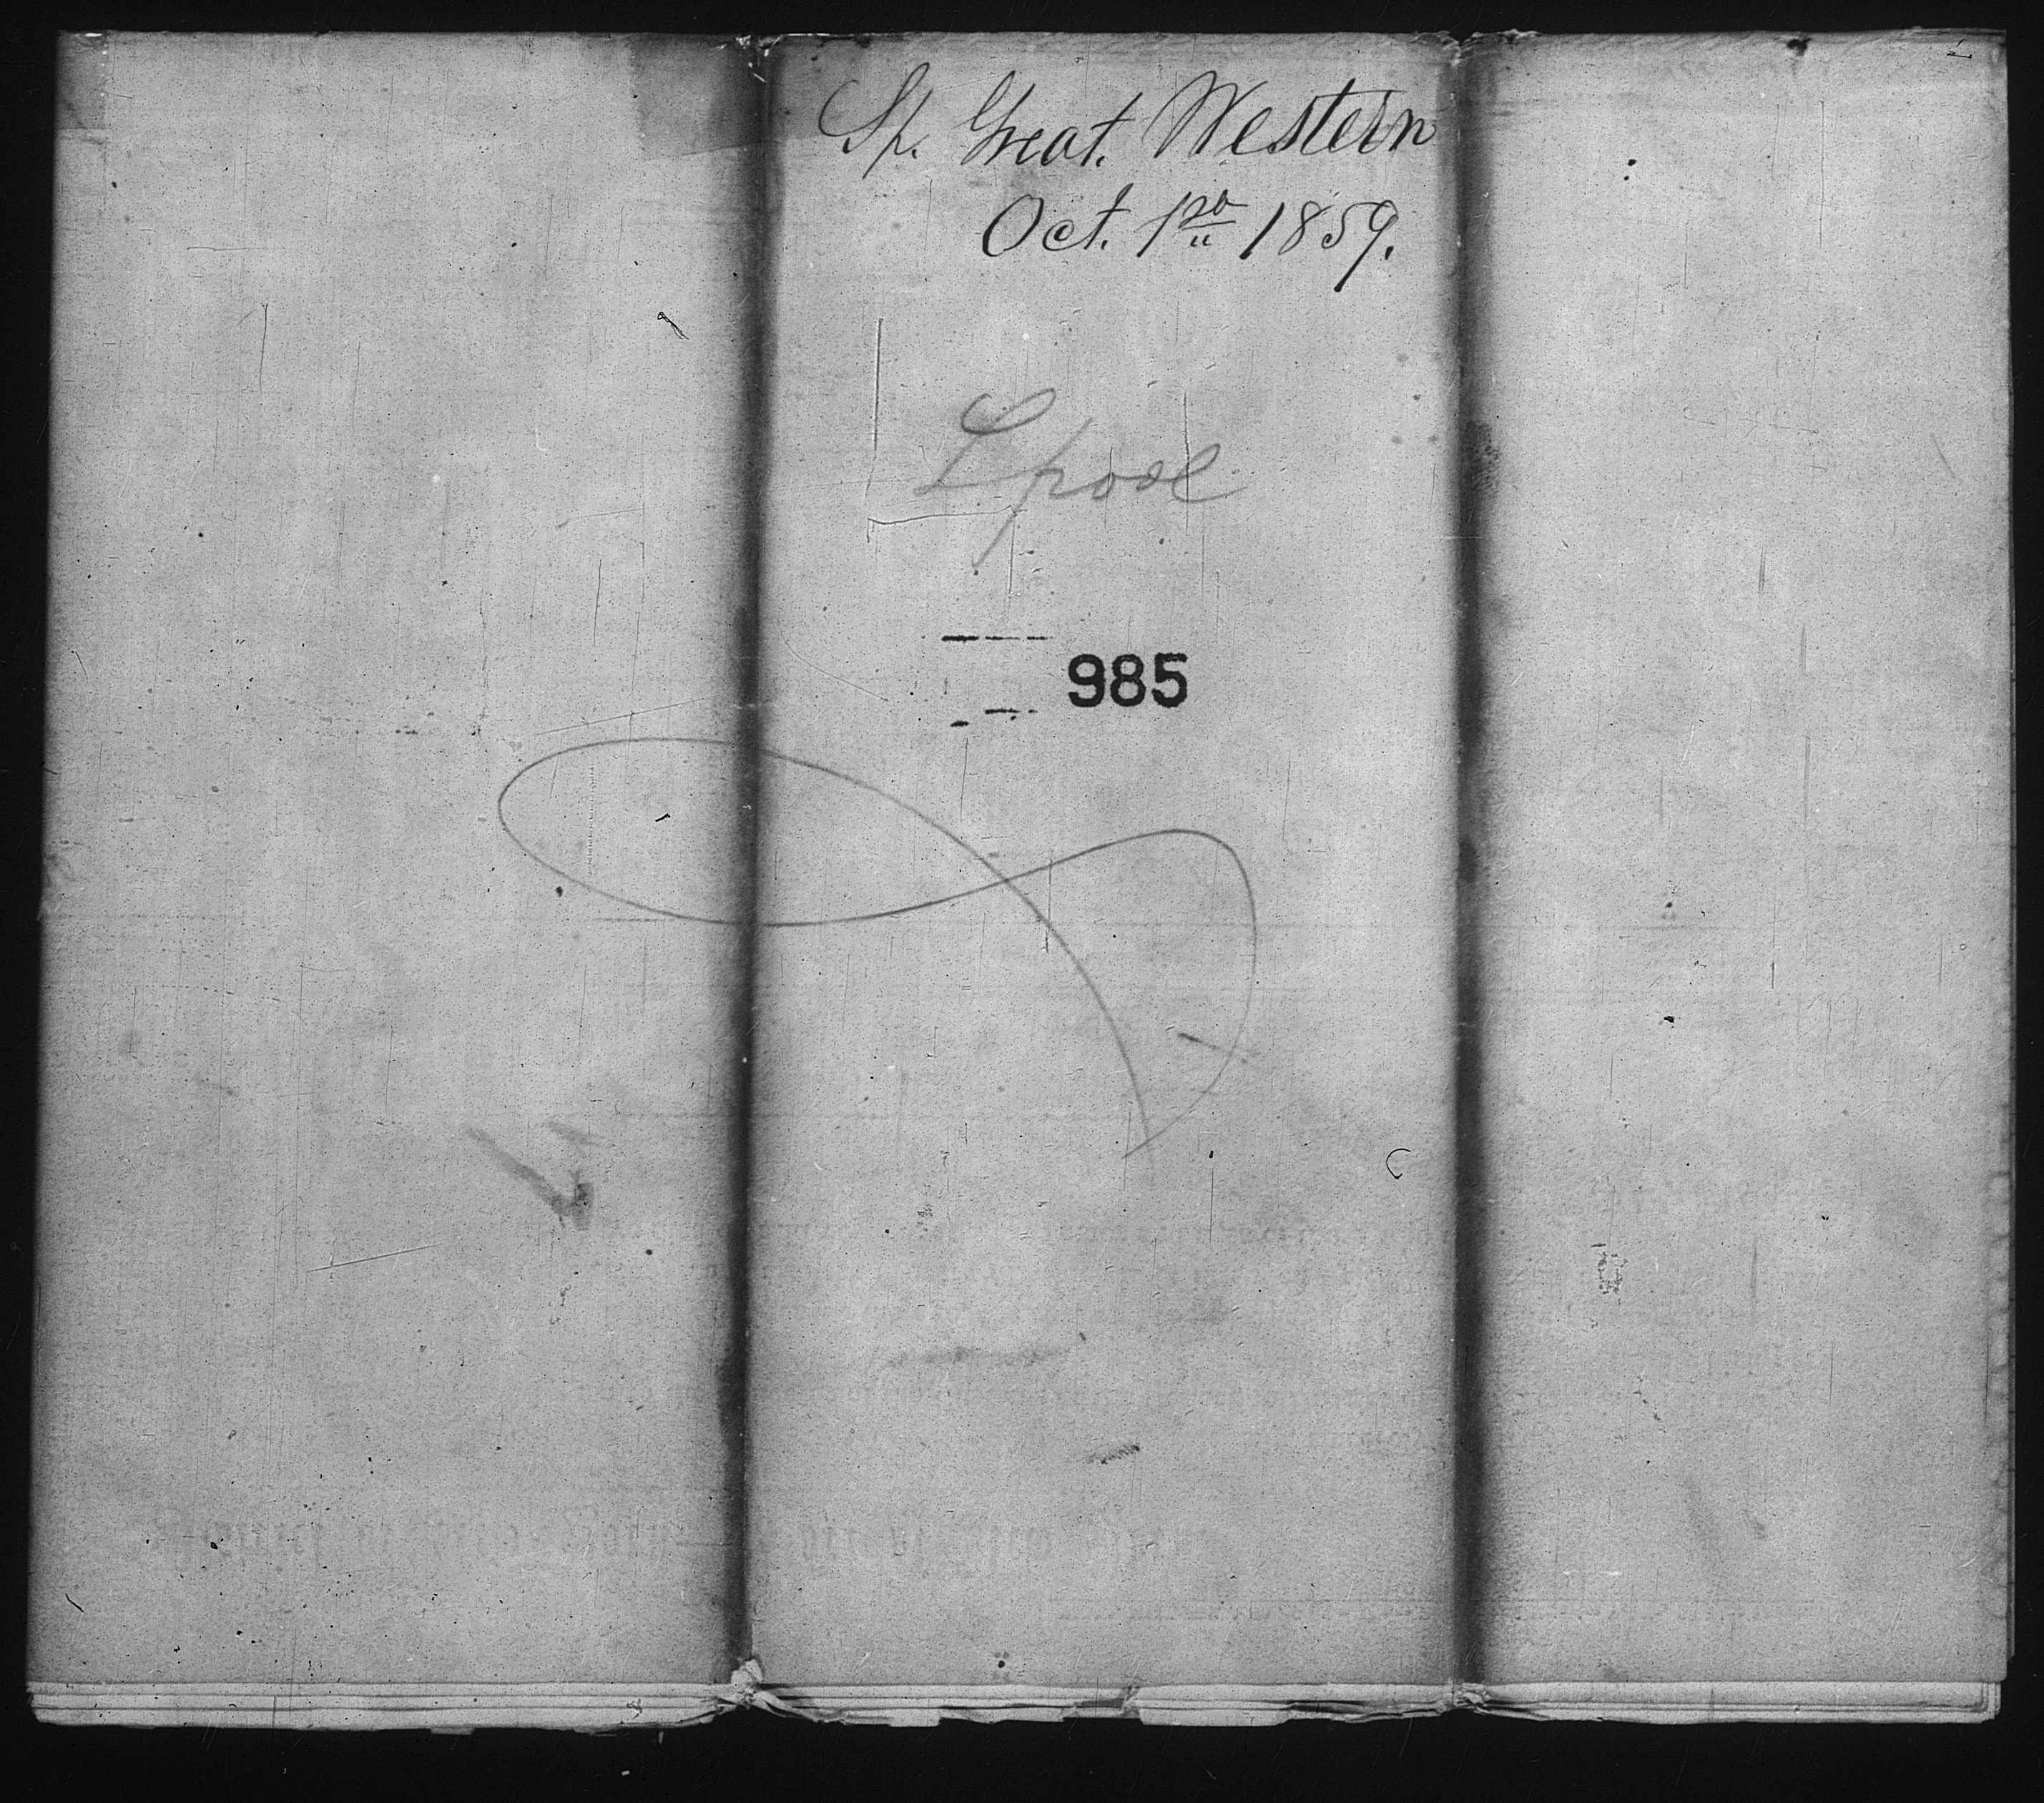 Sp. Great. Western
Oct. 1st 1859.
Lpool
985